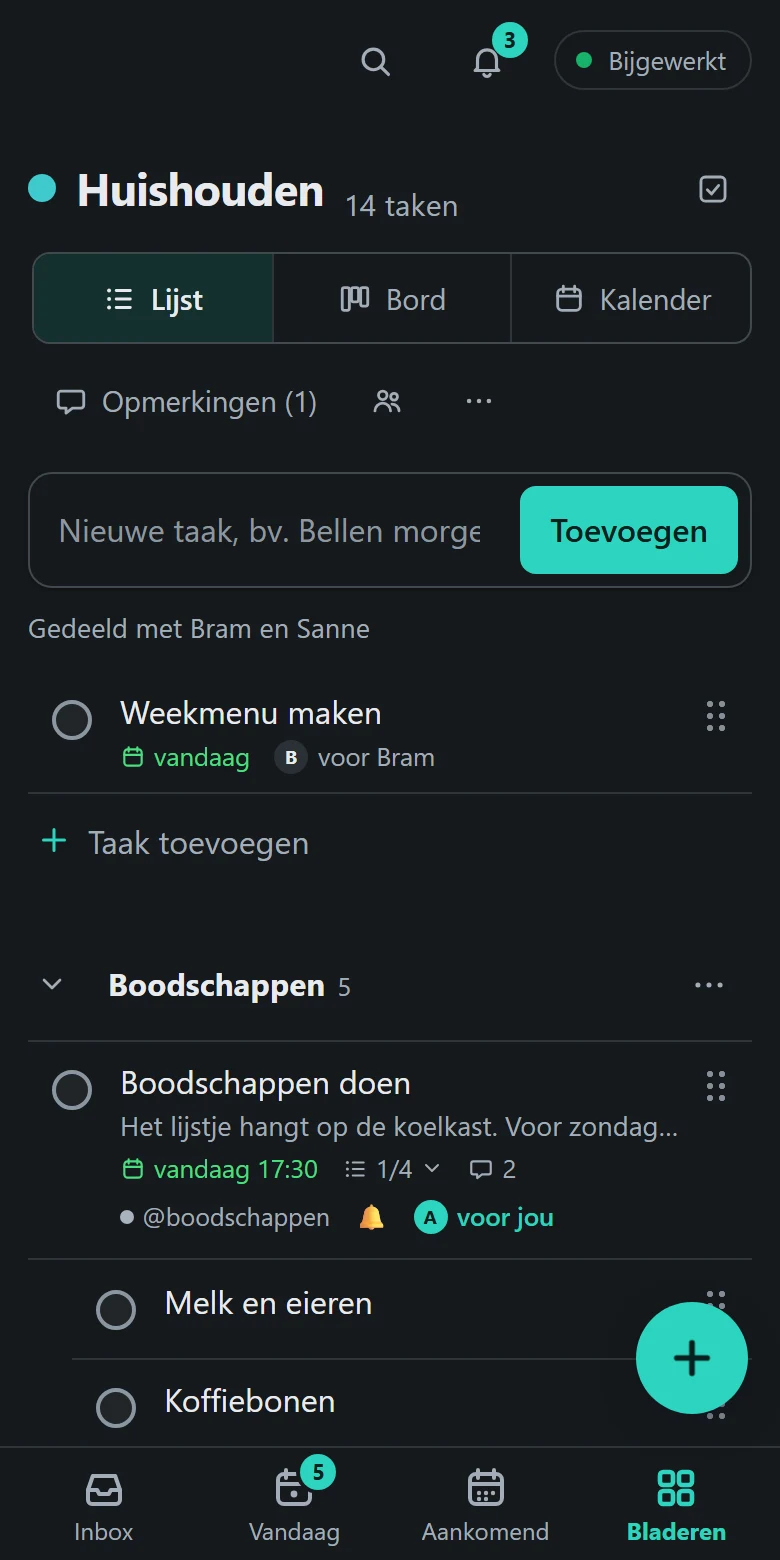 3
Bijgewerkt
Huishouden 14 taken
Lijst Bord Kalender
Opmerkingen (1)
Nieuwe taak, bv. Bellen morge
Toevoegen
Gedeeld met Bram en Sanne
Weekmenu maken
vandaag B voor Bram
Taak toevoegen
Boodschappen 5
Boodschappen doen
Het lijstje hangt op de koelkast. Voor zondag...
vandaag 17:30 1/4 2
@boodschappen A voor jou
Melk en eieren
Koffiebonen
5
Inbox Vandaag Aankomend Bladeren